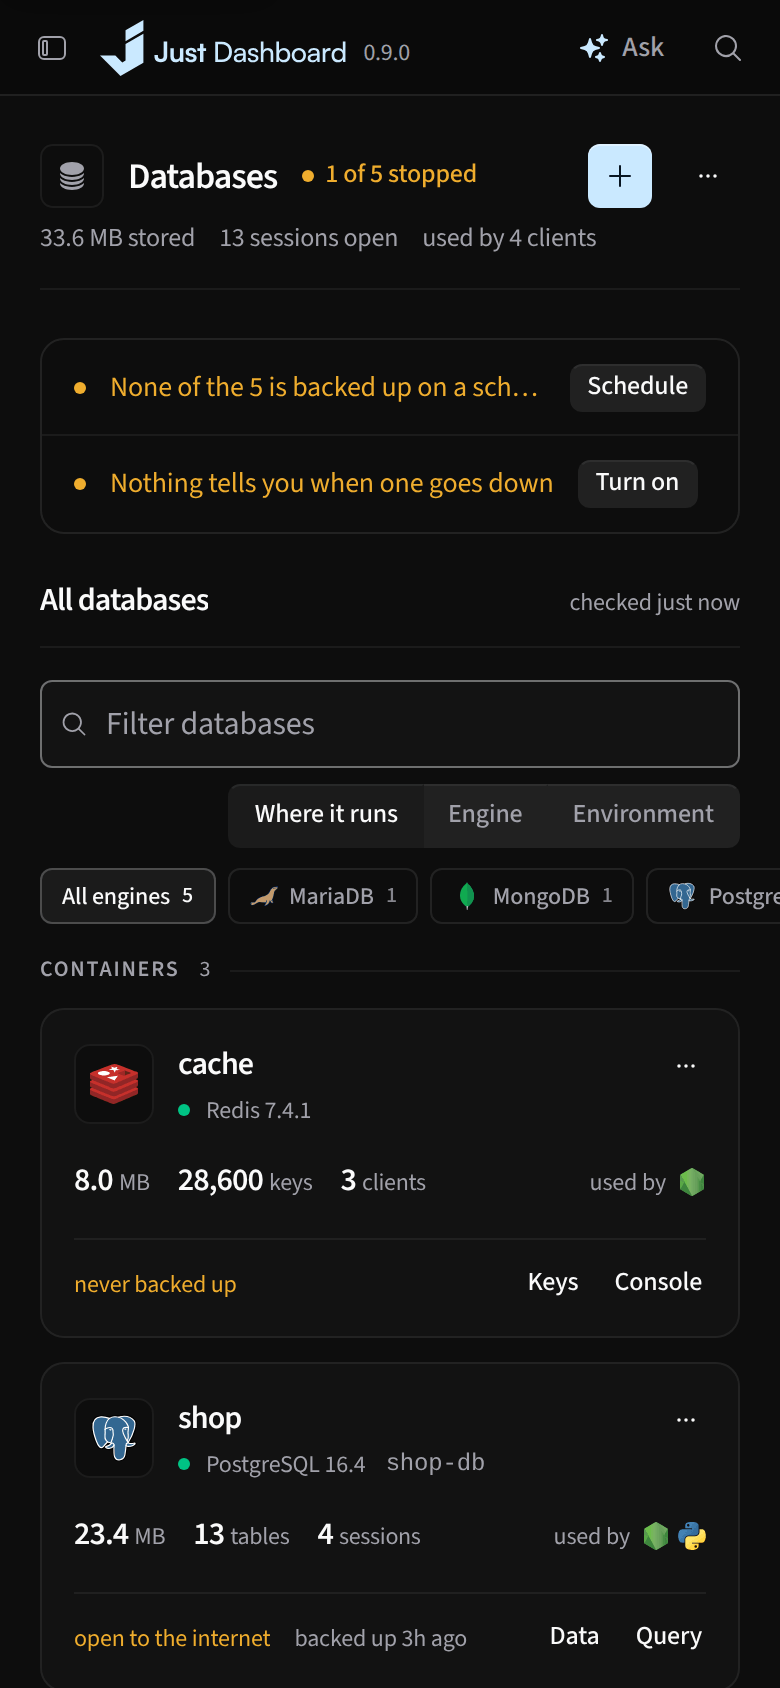 Just Dashboard 0.9.0 Ask
Databases 1 of 5 stopped
33.6 MB stored 13 sessions open used by 4 clients
None of the 5 is backed up on a sch… Schedule
Nothing tells you when one goes down Turn on
All databases checked just now
Filter databases
Where it runs Engine Environment
All engines 5 MariaDB 1 MongoDB 1 Postgre
CONTAINERS 3
cache
Redis 7.4.1
8.0 MB 28,600 keys 3 clients used by
never backed up Keys Console
shop
PostgreSQL 16.4 shop-db
23.4 MB 13 tables 4 sessions used by
open to the internet backed up 3h ago Data Query